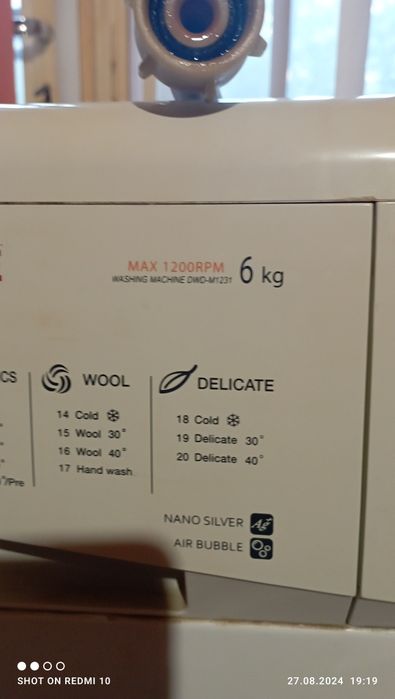 MAX 1200RPM
WASHING MACHINE DWD-M1231
6 kg
CS
WOOL
14 Cold
15 Wool 30°
16 Wool 40°
17 Hand wash
°/Pre
DELICATE
18 Cold
19 Delicate 30°
20 Delicate 40°
NANO SILVER Ag
AIR BUBBLE
SHOT ON REDMI 10
27.08.2024 19:19